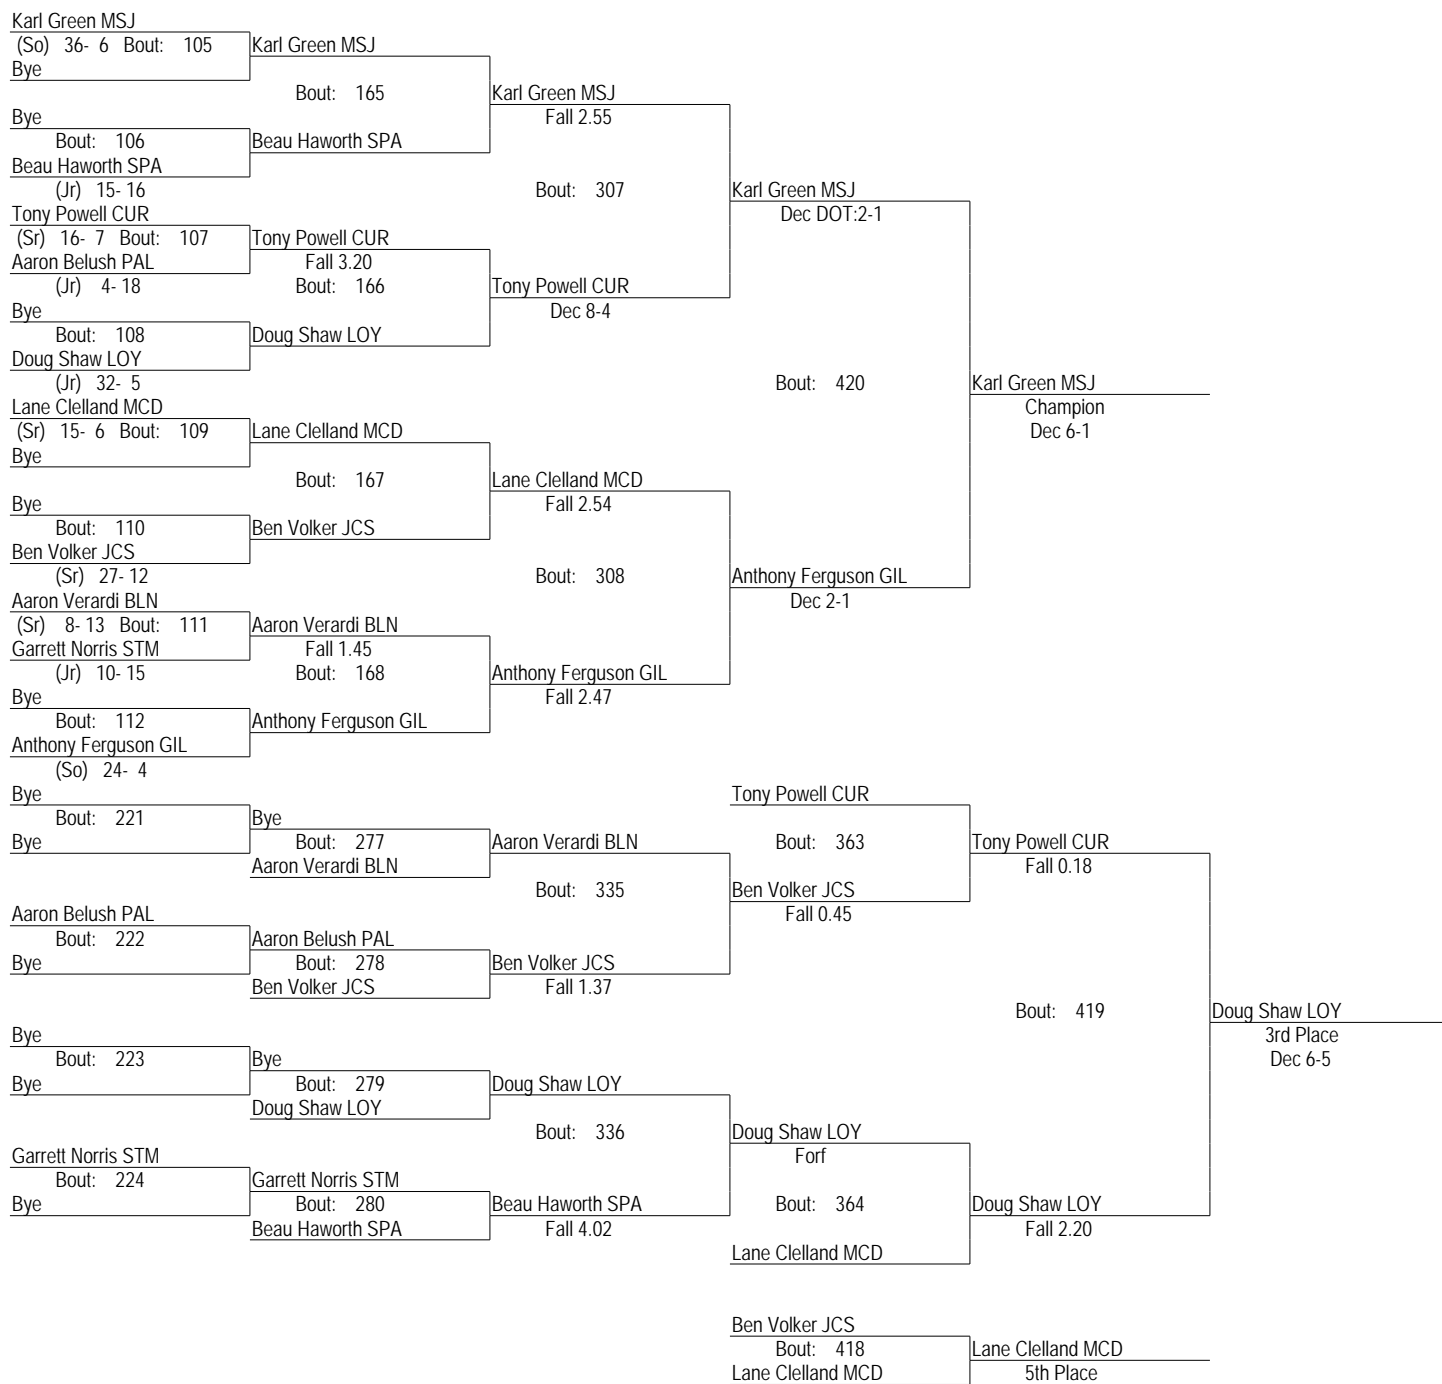 Karl Green MSJ
(So) 36- 6 Bout: 105 Karl Green MSJ
Bye
Bout: 165 Karl Green MSJ
Bye Fall 2.55
Bout: 106 Beau Haworth SPA
Beau Haworth SPA
(Jr) 15- 16 Bout: 307 Karl Green MSJ
Tony Powell CUR Dec DOT:2-1
(Sr) 16- 7 Bout: 107 Tony Powell CUR
Aaron Belush PAL Fall 3.20
(Jr) 4- 18 Bout: 166 Tony Powell CUR
Bye Dec 8-4
Bout: 108 Doug Shaw LOY
Doug Shaw LOY
(Jr) 32- 5 Bout: 420 Karl Green MSJ
Lane Clelland MCD Champion
(Sr) 15- 6 Bout: 109 Lane Clelland MCD Dec 6-1
Bye
Bout: 167 Lane Clelland MCD
Bye Fall 2.54
Bout: 110 Ben Volker JCS
Ben Volker JCS
(Sr) 27- 12 Bout: 308 Anthony Ferguson GIL
Aaron Verardi BLN Dec 2-1
(Sr) 8- 13 Bout: 111 Aaron Verardi BLN
Garrett Norris STM Fall 1.45
(Jr) 10- 15 Bout: 168 Anthony Ferguson GIL
Bye Fall 2.47
Bout: 112 Anthony Ferguson GIL
Anthony Ferguson GIL
(So) 24- 4
Bye Tony Powell CUR
Bout: 221 Bye
Bye Bout: 277 Aaron Verardi BLN Bout: 363 Tony Powell CUR
Aaron Verardi BLN Fall 0.18
Bout: 335 Ben Volker JCS
Aaron Belush PAL Fall 0.45
Bout: 222 Aaron Belush PAL
Bye Bout: 278 Ben Volker JCS
Ben Volker JCS Fall 1.37
Bout: 419 Doug Shaw LOY
Bye 3rd Place
Bout: 223 Bye Dec 6-5
Bye Bout: 279 Doug Shaw LOY
Doug Shaw LOY
Bout: 336 Doug Shaw LOY
Garrett Norris STM Forf
Bout: 224 Garrett Norris STM
Bye Bout: 280 Beau Haworth SPA Bout: 364 Doug Shaw LOY
Beau Haworth SPA Fall 4.02 Fall 2.20
Lane Clelland MCD
Ben Volker JCS
Bout: 418 Lane Clelland MCD
Lane Clelland MCD 5th Place